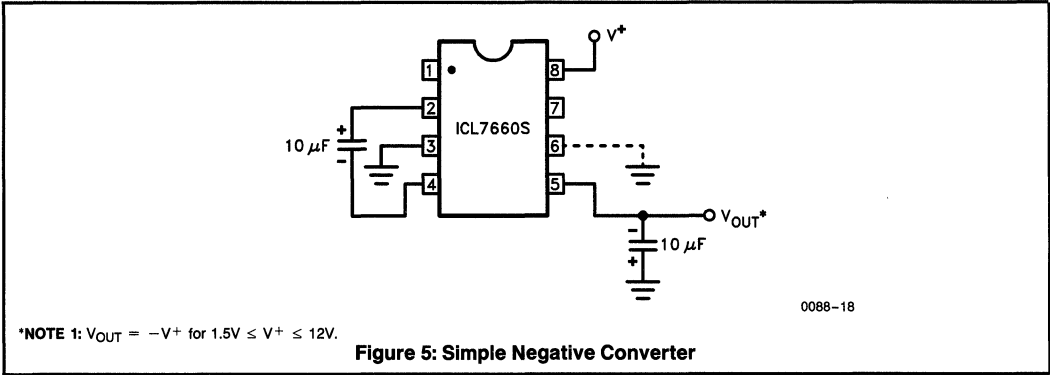 V+
1
8
2
7
ICL7660S
+
10 μF
-
3
6
4
5
VOUT*
-
10 μF
+
0088-18
*NOTE 1: VOUT = −V+ for 1.5V ≤ V+ ≤ 12V.
Figure 5: Simple Negative Converter